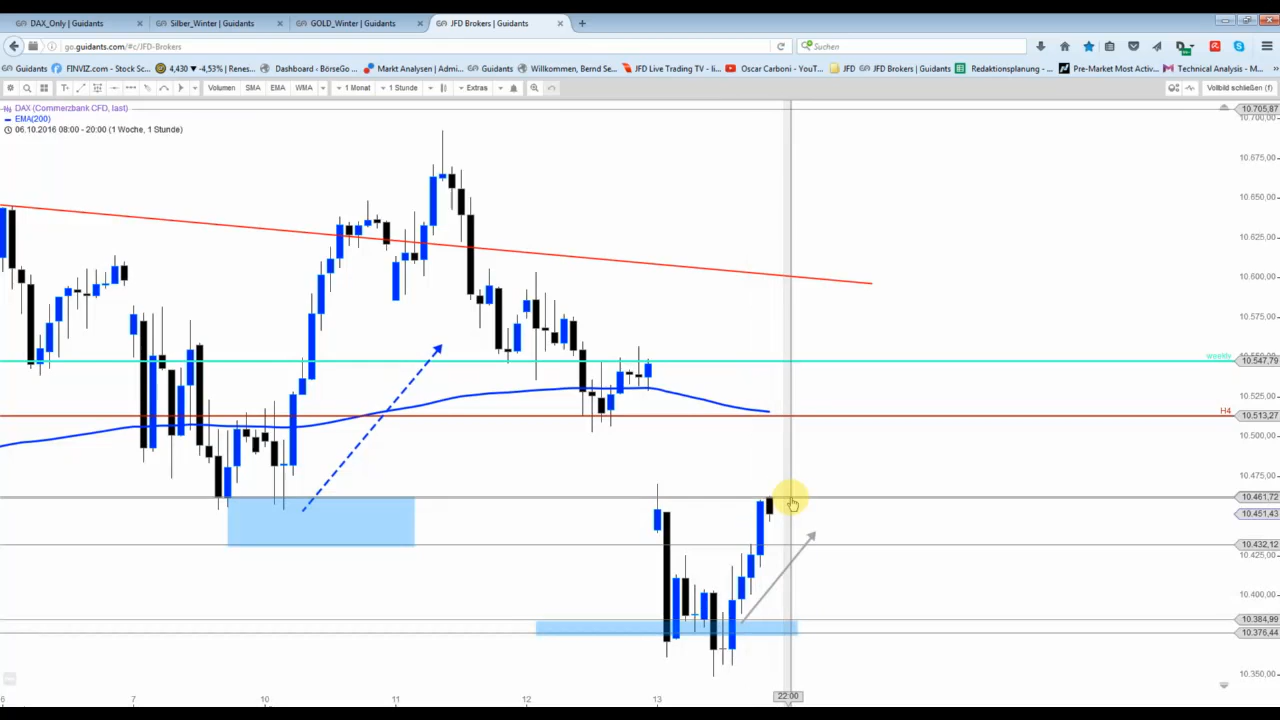 DAX_Only | Guidants
Silber_Winter | Guidants
GOLD_Winter | Guidants
JFD Brokers | Guidants
go.guidants.com/#c/JFD-Brokers
Suchen
Guidants
FINVIZ.com - Stock Sc...
4,430 -4,53% | Renes...
Dashboard - BörseGo ...
Markt Analysen | Admi...
Guidants
Willkommen, Bernd Se...
JFD Live Trading TV - li...
Oscar Carboni - YouT...
JFD
JFD Brokers | Guidants
Redaktionsplanung - ...
Pre-Market Most Activ...
Technical Analysis - M...
Volumen SMA EMA WMA 1 Monat 1 Stunde Extras Vollbild schließen (f)
DAX (Commerzbank CFD, last)
EMA(200)
06.10.2016 08:00 - 20:00 (1 Woche, 1 Stunde)
10.705,87
10.700,00
10.675,00
10.650,00
10.625,00
10.600,00
10.575,00
weekly
10.550,00
10.547,79
10.525,00
H4
10.513,27
10.500,00
10.475,00
10.461,72
10.451,43
10.432,12
10.425,00
10.400,00
10.384,99
10.376,44
10.350,00
6 7 10 11 12 13 22:00